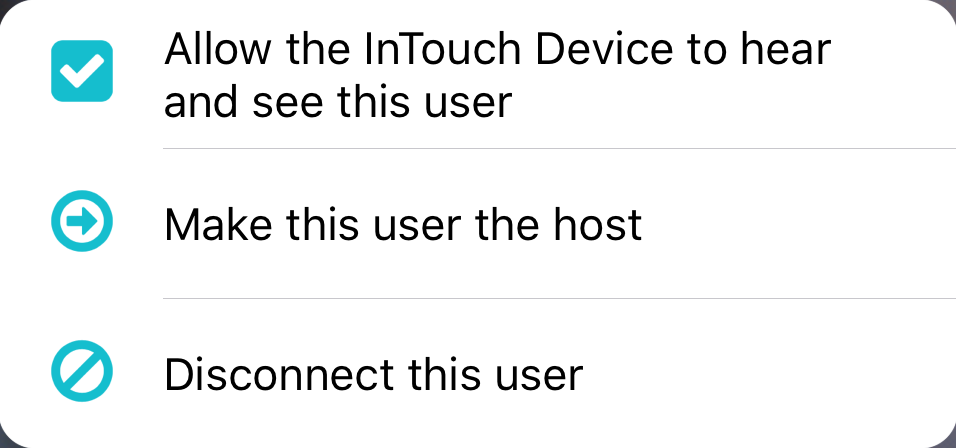 Allow the InTouch Device to hear
and see this user
Make this user the host
Disconnect this user